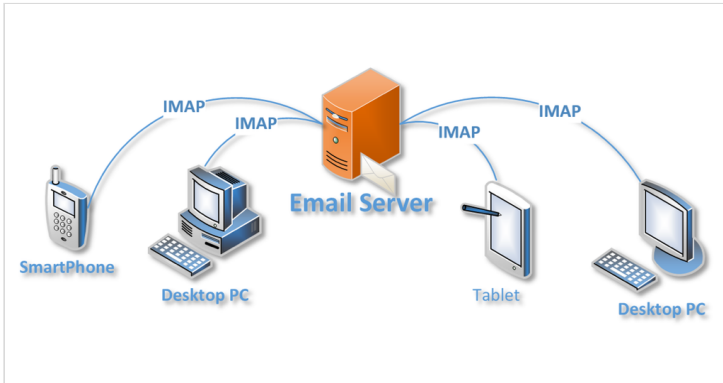 IMAP
IMAP
IMAP
IMAP
Email Server
SmartPhone
Desktop PC
Tablet
Desktop PC